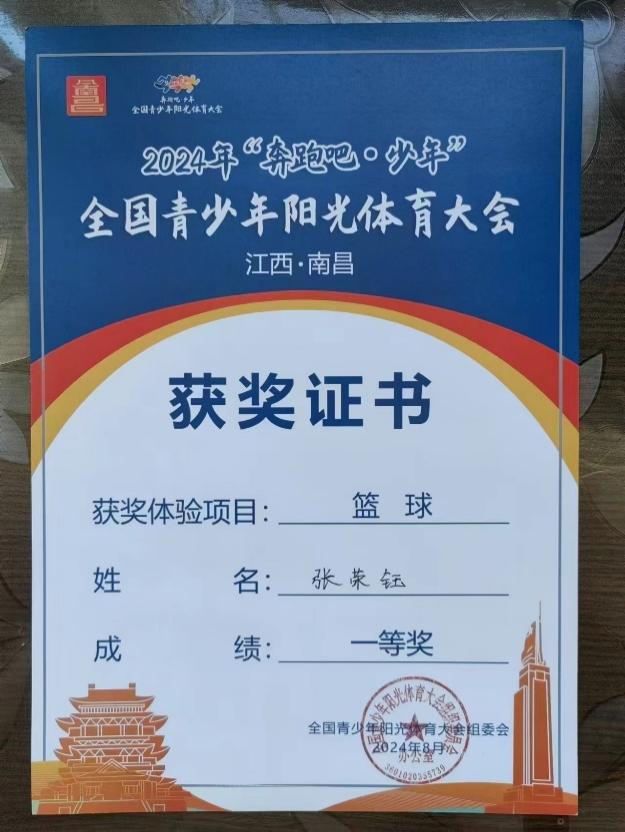 奔跑吧·少年
全国青少年阳光体育大会
2024年“奔跑吧·少年”
全国青少年阳光体育大会
江西·南昌
获奖证书
获奖体验项目：篮 球
姓 名：张荣钰
成 绩：一等奖
全国青少年阳光体育大会组委会
2024年8月
办公室
3601020355739